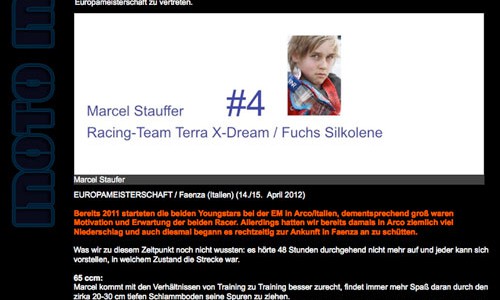 Europameisterschaft zu vertreten.
Marcel Stauffer #4
Racing-Team Terra X-Dream / Fuchs Silkolene
Marcel Staufer
EUROPAMEISTERSCHAFT / Faenza (Italien) (14./15. April 2012)
Bereits 2011 starteten die beiden Youngstars bei der EM in Arco/Italien, dementsprechend groß waren
Motivation und Erwartung der beiden Racer. Allerdings hatten wir bereits damals in Arco ziemlich viel
Niederschlag und auch diesmal begann es rechtzeitig zur Ankunft in Faenza an zu schütten.
Was wir zu diesem Zeitpunkt noch nicht wussten: es hörte 48 Stunden durchgehend nicht mehr auf und jeder kann sich
vorstellen, in welchem Zustand die Strecke war.
65 ccm:
Marcel kommt mit den Verhältnissen von Training zu Training besser zurecht, findet immer mehr Spaß daran durch den
zirka 20-30 cm tiefen Schlammboden seine Spuren zu ziehen.